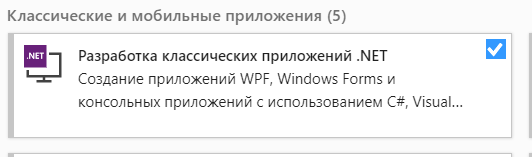 Классические и мобильные приложения (5)
.NET
Разработка классических приложений .NET
Создание приложений WPF, Windows Forms и
консольных приложений с использованием C#, Visual...